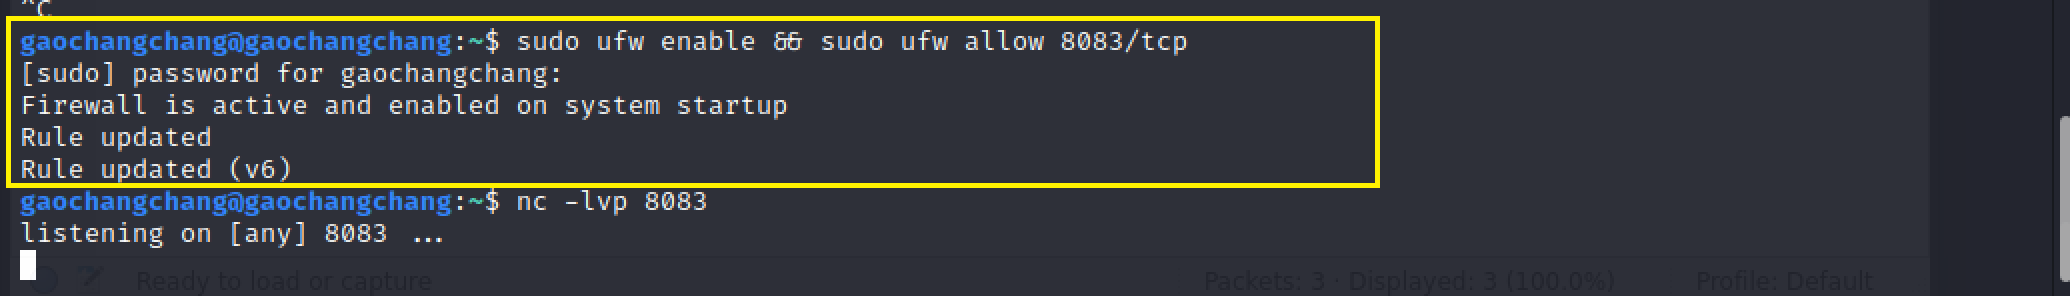 ^C
gaochangchang@gaochangchang:~$ sudo ufw enable && sudo ufw allow 8083/tcp
[sudo] password for gaochangchang:
Firewall is active and enabled on system startup
Rule updated
Rule updated (v6)
gaochangchang@gaochangchang:~$ nc -lvp 8083
listening on [any] 8083 ...
Ready to load or capture Packets: 3 · Displayed: 3 (100.0%) Profile: Default